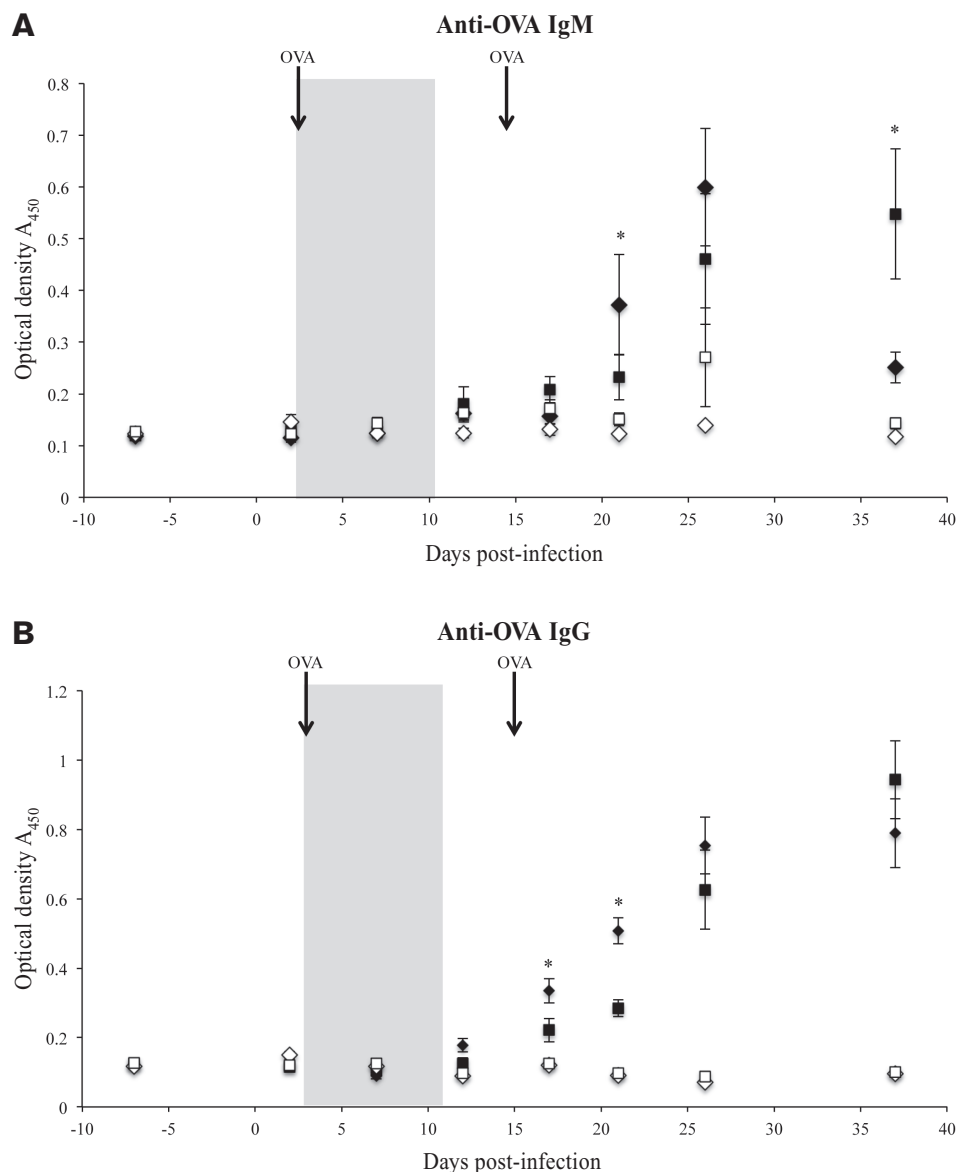 A
Anti-OVA IgM
OVA
OVA
0.8
0.7
*
0.6
0.5
*
0.4
0.3
0.2
0.1
0
Optical density A450
-10 -5 0 5 10 15 20 25 30 35 40
Days post-infection
B
Anti-OVA IgG
OVA
OVA
1.2
1
0.8
0.6
*
0.4
*
0.2
0
Optical density A450
-10 -5 0 5 10 15 20 25 30 35 40
Days post-infection